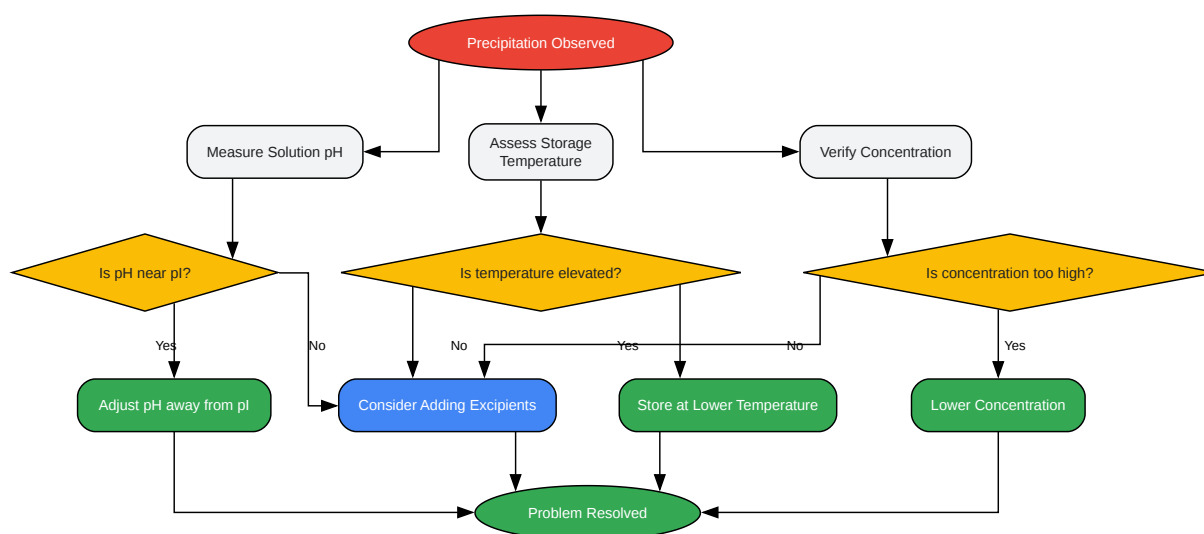 Precipitation Observed
Measure Solution pH
Assess Storage
Temperature
Verify Concentration
Is pH near pI?
Is temperature elevated?
Is concentration too high?
Yes
No
No
Yes
No
Yes
Adjust pH away from pI
Consider Adding Excipients
Store at Lower Temperature
Lower Concentration
Problem Resolved